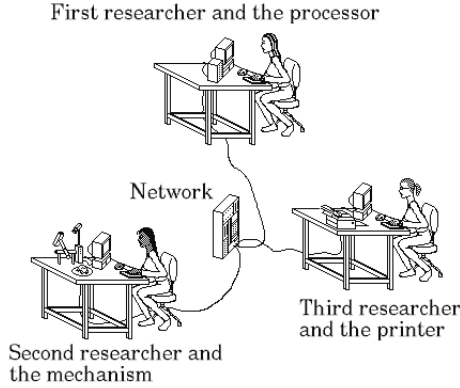 First researcher and the processor
Network
Third researcher
and the printer
Second researcher and
the mechanism